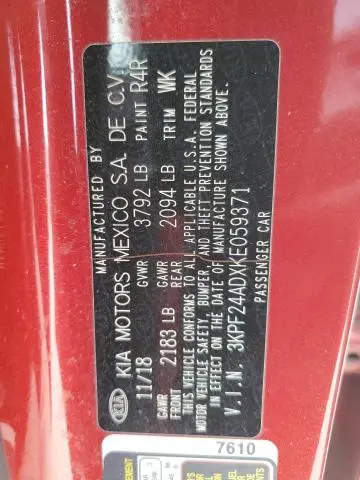 MANUFACTURED BY
KIA KIA MOTORS MEXICO S.A. DE C.V.
11/18 GVWR 3792 LB PAINT R4R
GAWR FRONT 2183 LB GAWR REAR 2094 LB TRIM WK
THIS VEHICLE CONFORMS TO ALL APPLICABLE U.S.A. FEDERAL
MOTOR VEHICLE SAFETY, BUMPER, AND THEFT PREVENTION STANDARDS
IN EFFECT ON THE DATE OF MANUFACTURE SHOWN ABOVE.
V.I.N. 3KPF24ADXKE059371
PASSENGER CAR
7610